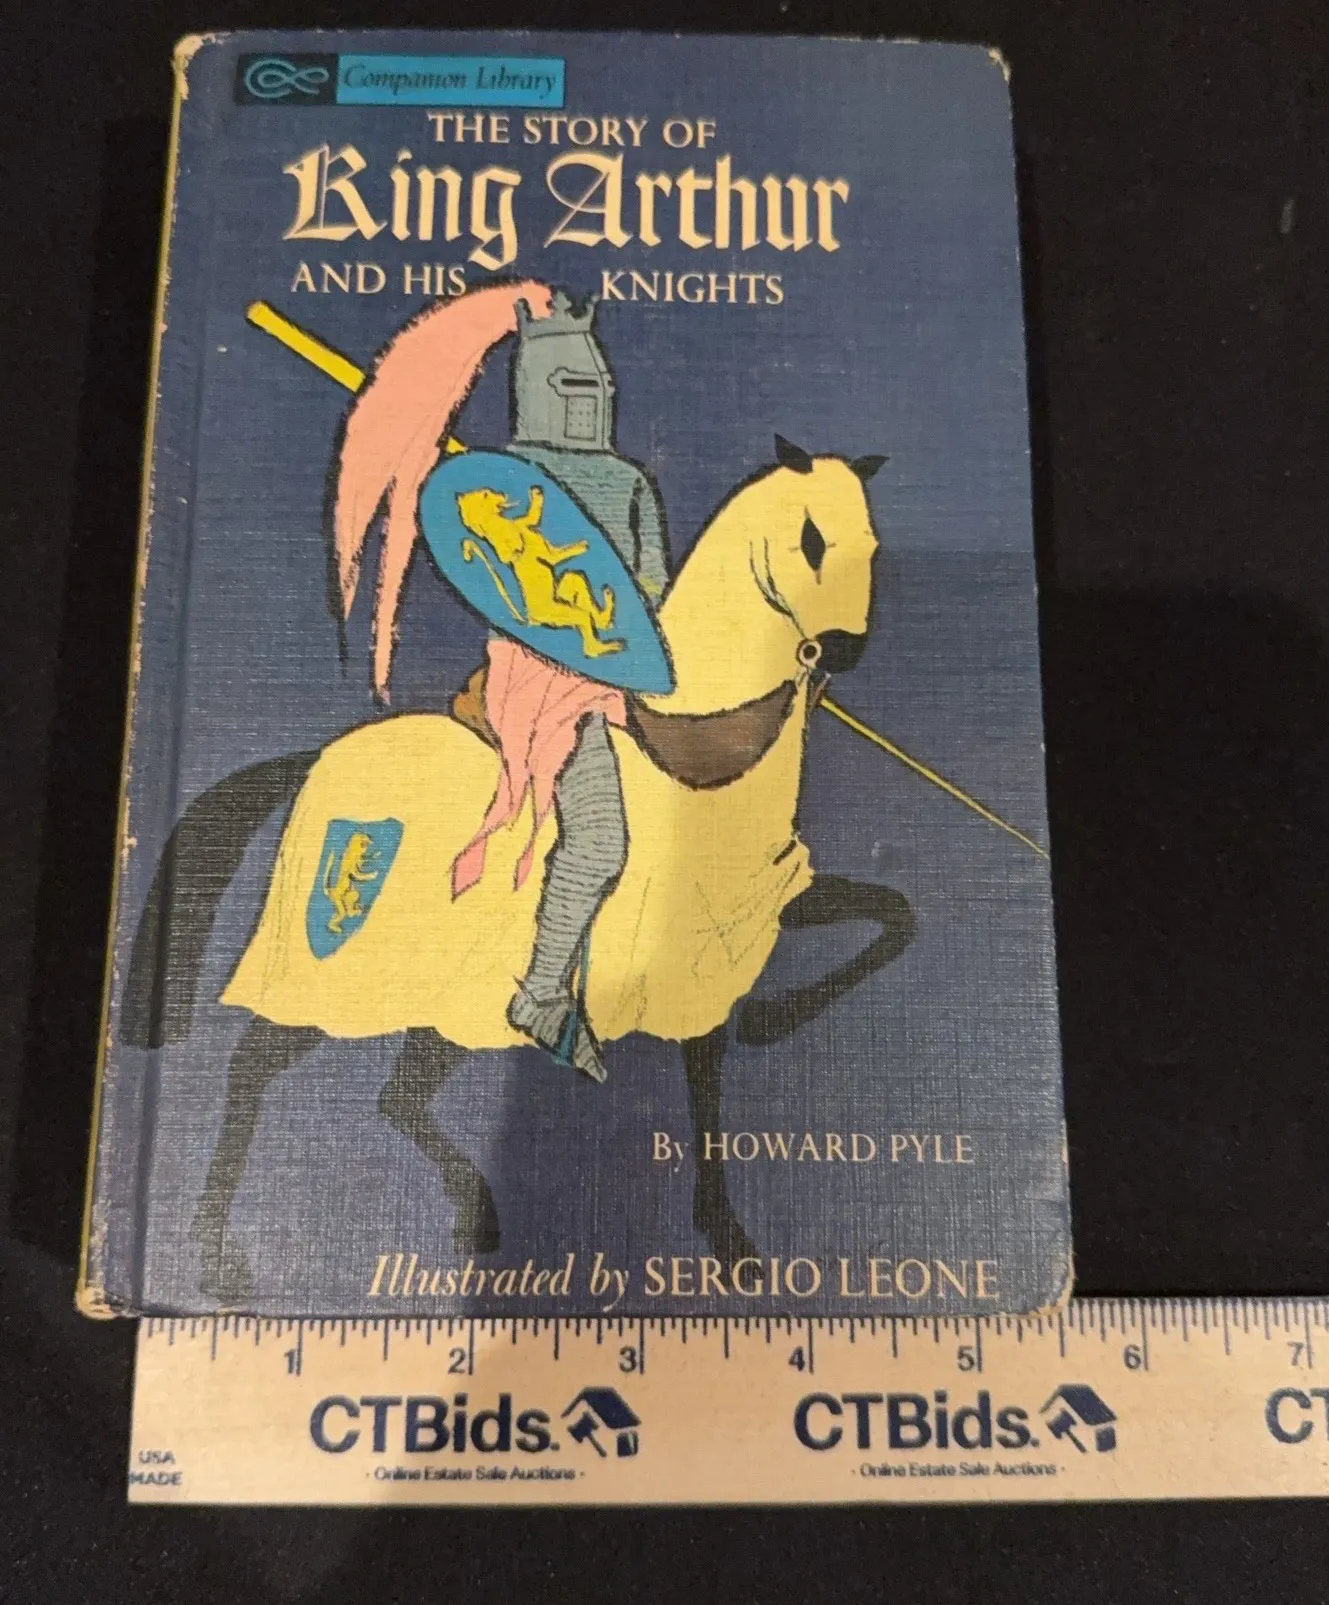 Companion Library
THE STORY OF
King Arthur
AND HIS KNIGHTS
By HOWARD PYLE
Illustrated by SERGIO LEONE
1 2 3 4 5 6 7
CTBids. CTBids. CT
- Online Estate Sale Auctions - - Online Estate Sale Auctions -
USA
MADE